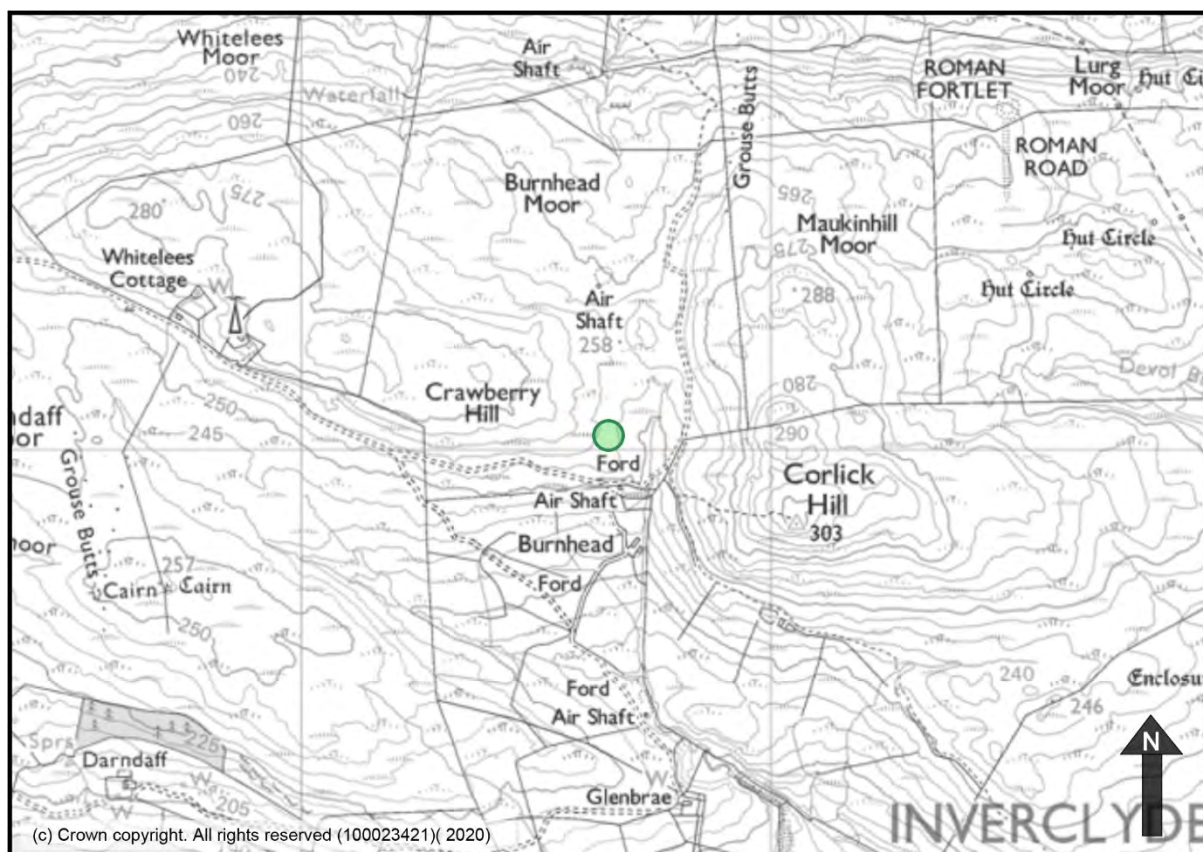 Whitelees
Moor
240
260
Waterfall
Air
Shaft
Grouse Butts
ROMAN
FORTLET
Lurg
Moor
Hut Ci
ROMAN
ROAD
Burnhead
Moor
265
275
Maukinhill
Moor
Hut Circle
Hut Circle
280
275
Whitelees
Cottage
W
Air
Shaft
258
288
280
Devol B
Crawberry
Hill
250
245
ndaff
oor
290
Ford
Corlick
Hill
303
Air Shaft
Burnhead
Ford
Grouse Butts
noor
257
Cairn
Cairn
250
Ford
Air Shaft
240
246
Enclosu
225
Sprs
Darndaff
W
W
205
W
Glenbrae
N
INVERCLYDE
(c) Crown copyright. All rights reserved (100023421)( 2020)